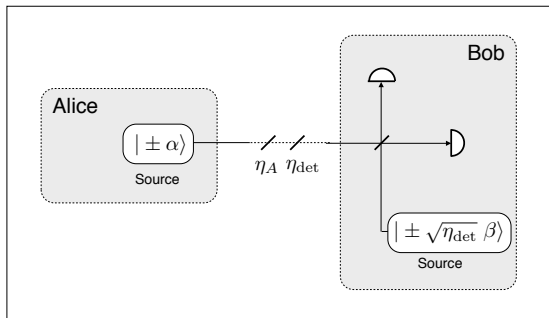 Bob
Alice
| ± α⟩
Source
η_A η_det
| ± √η_det β⟩
Source